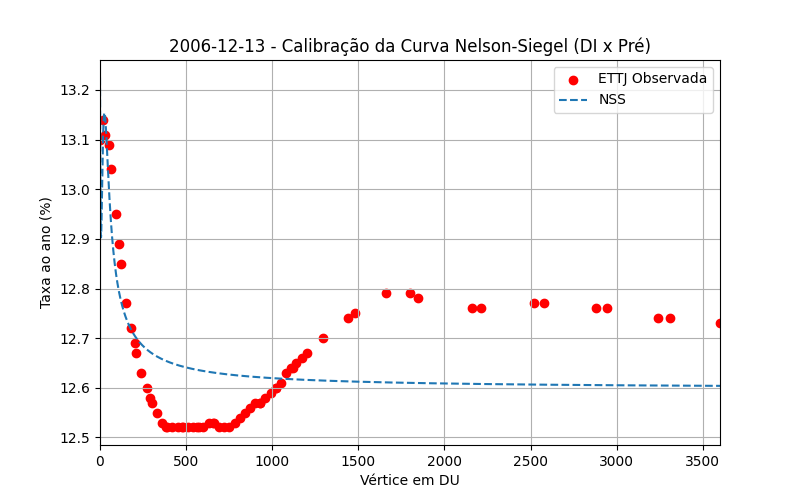 2006-12-13 - Calibração da Curva Nelson-Siegel (DI x Pré)
ETTJ Observada
NSS
Taxa ao ano (%)
13.2
13.1
13.0
12.9
12.8
12.7
12.6
12.5
0 500 1000 1500 2000 2500 3000 3500
Vértice em DU